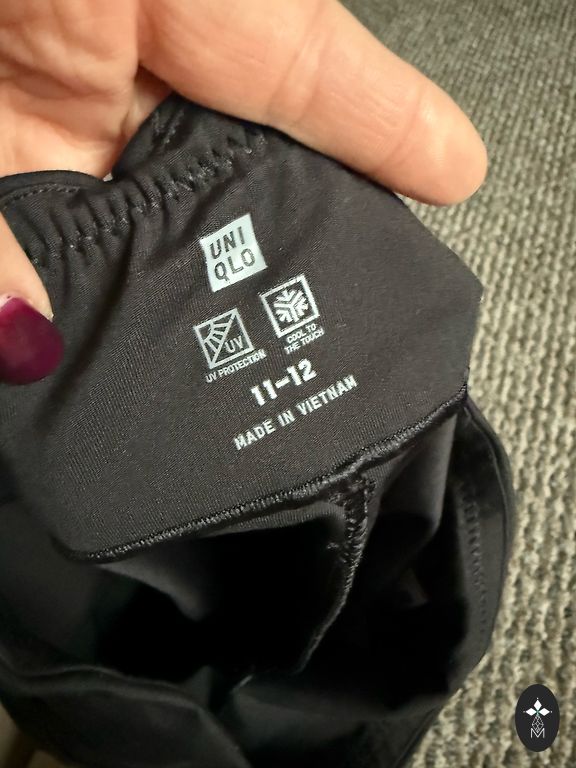 UNI
QLO
UV
UV PROTECTION
COOL TO
THE TOUCH
11-12
MADE IN VIETNAM
M